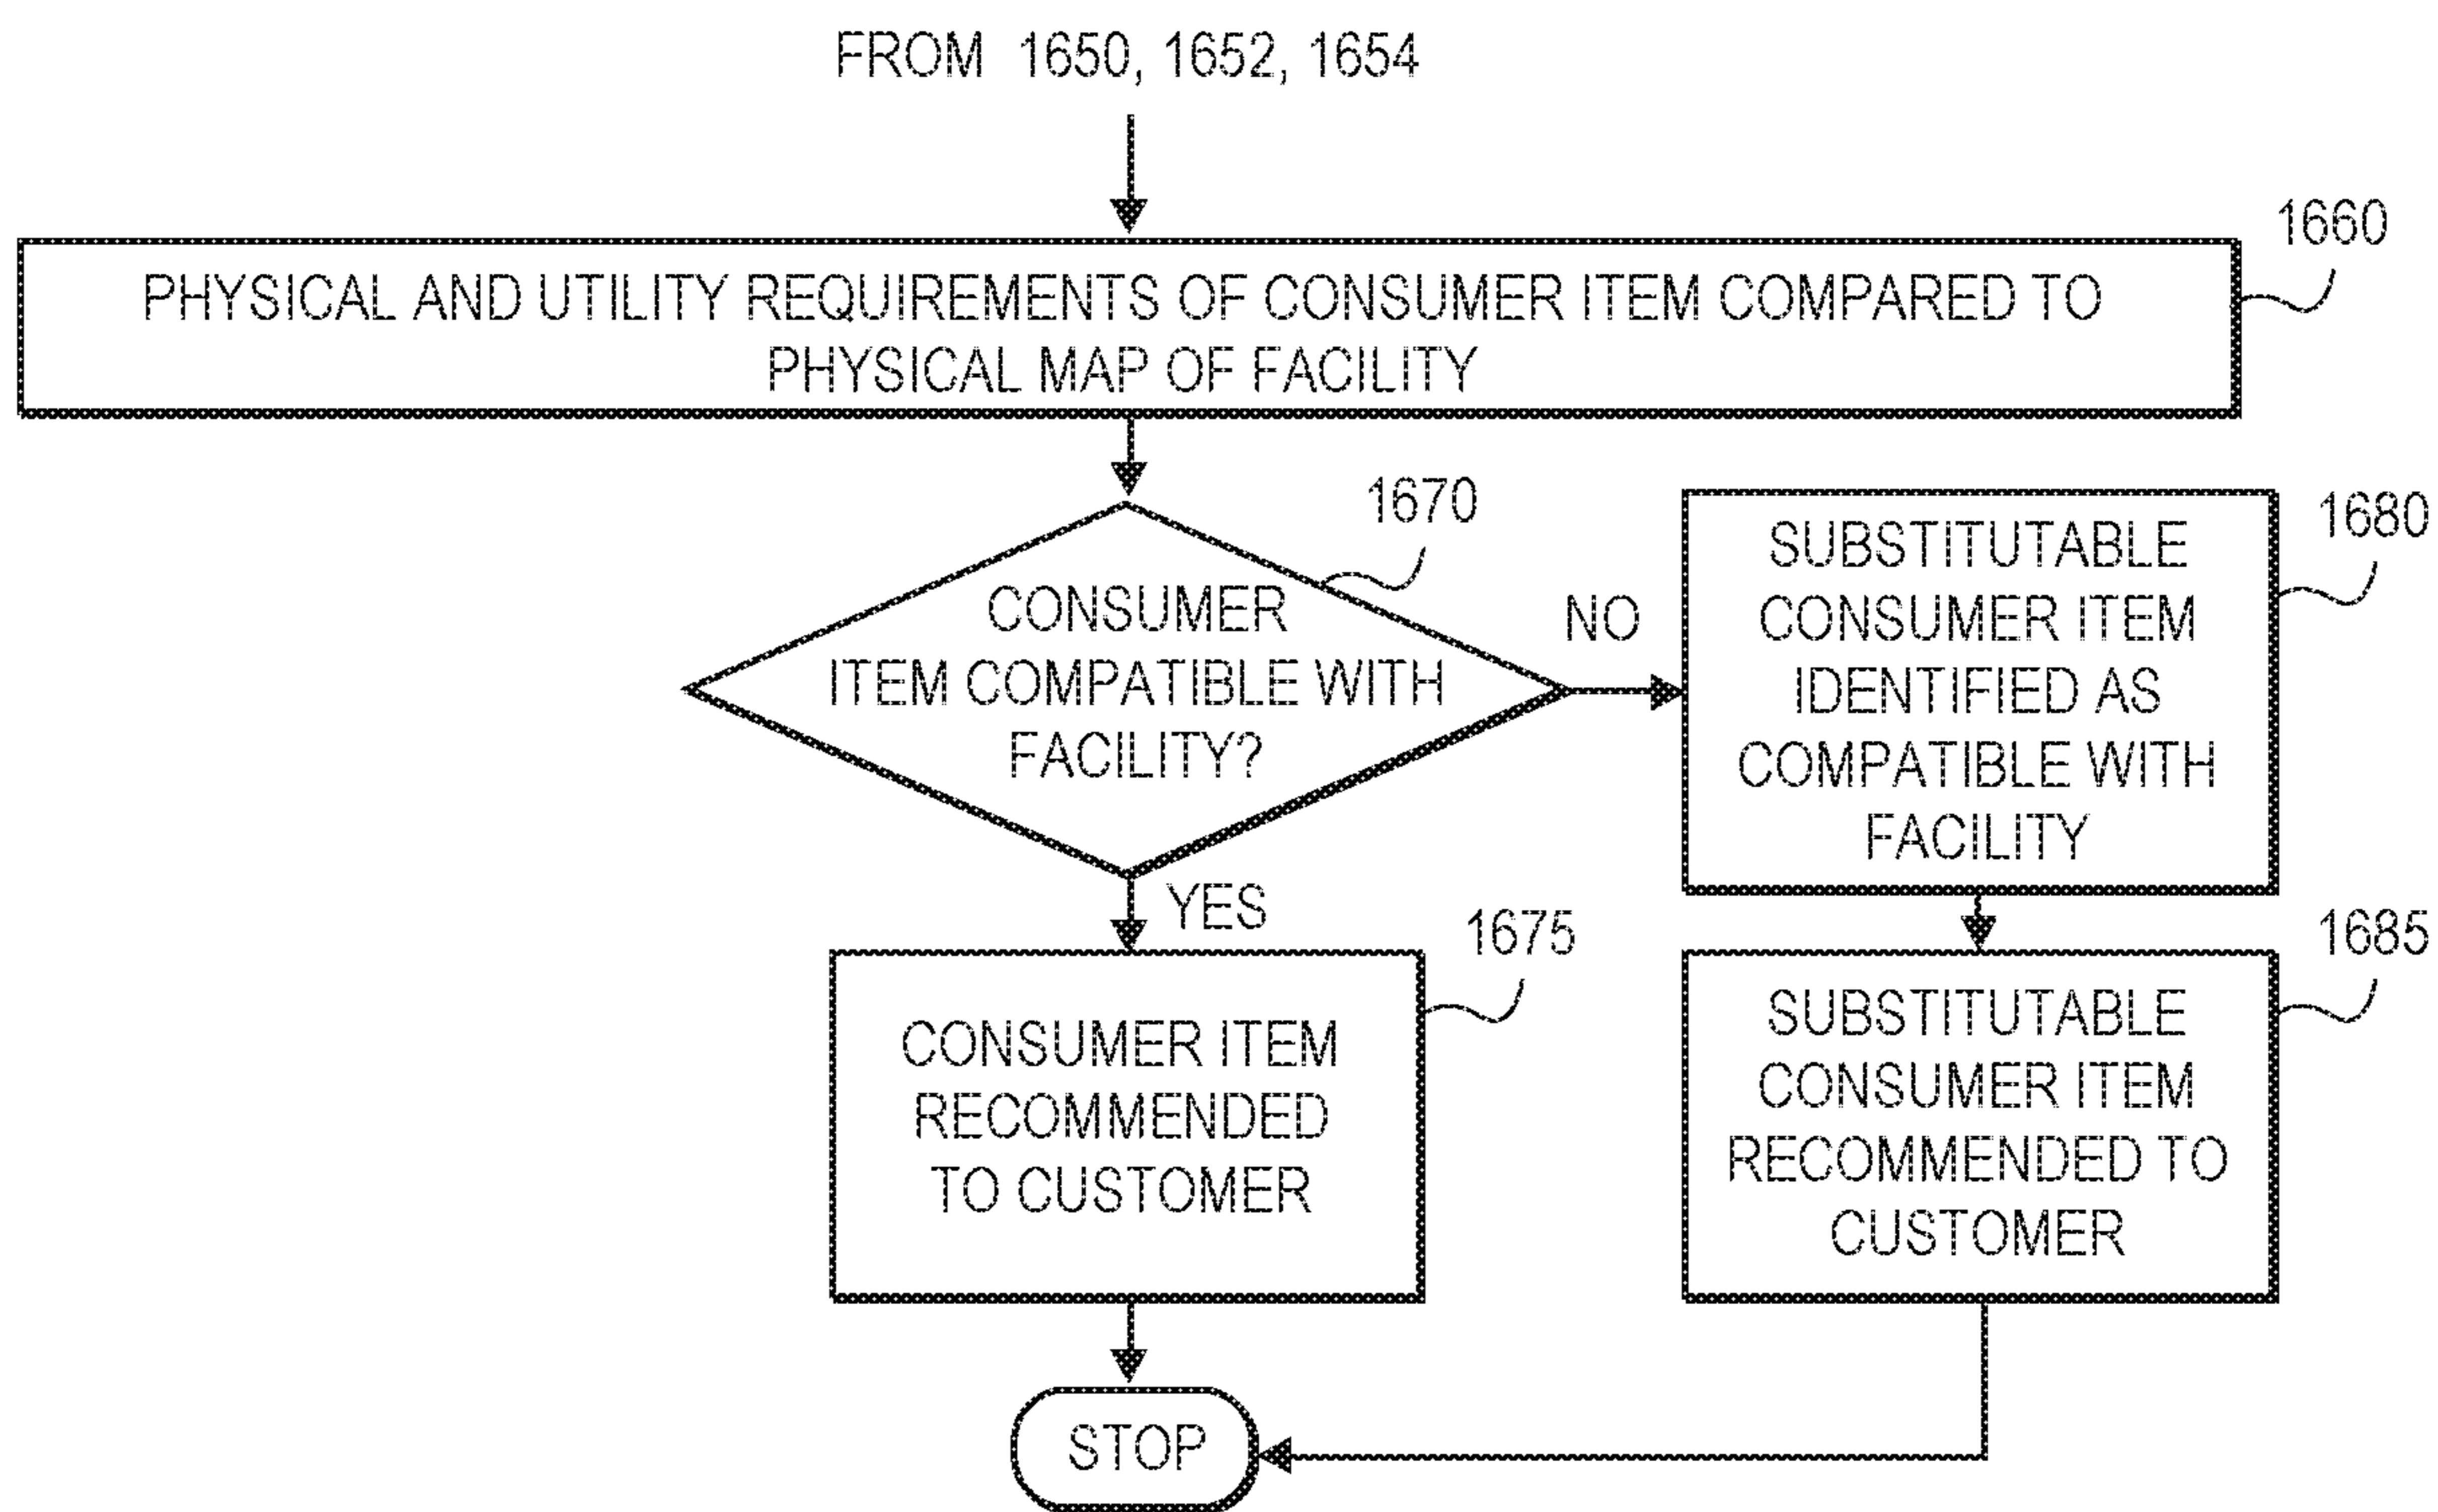 FROM 1650, 1652, 1654
1660
PHYSICAL AND UTILITY REQUIREMENTS OF CONSUMER ITEM COMPARED TO
PHYSICAL MAP OF FACILITY
1670
CONSUMER
ITEM COMPATIBLE WITH
FACILITY?
NO
1680
SUBSTITUTABLE
CONSUMER ITEM
IDENTIFIED AS
COMPATIBLE WITH
FACILITY
YES
1675
CONSUMER ITEM
RECOMMENDED
TO CUSTOMER
1685
SUBSTITUTABLE
CONSUMER ITEM
RECOMMENDED TO
CUSTOMER
STOP